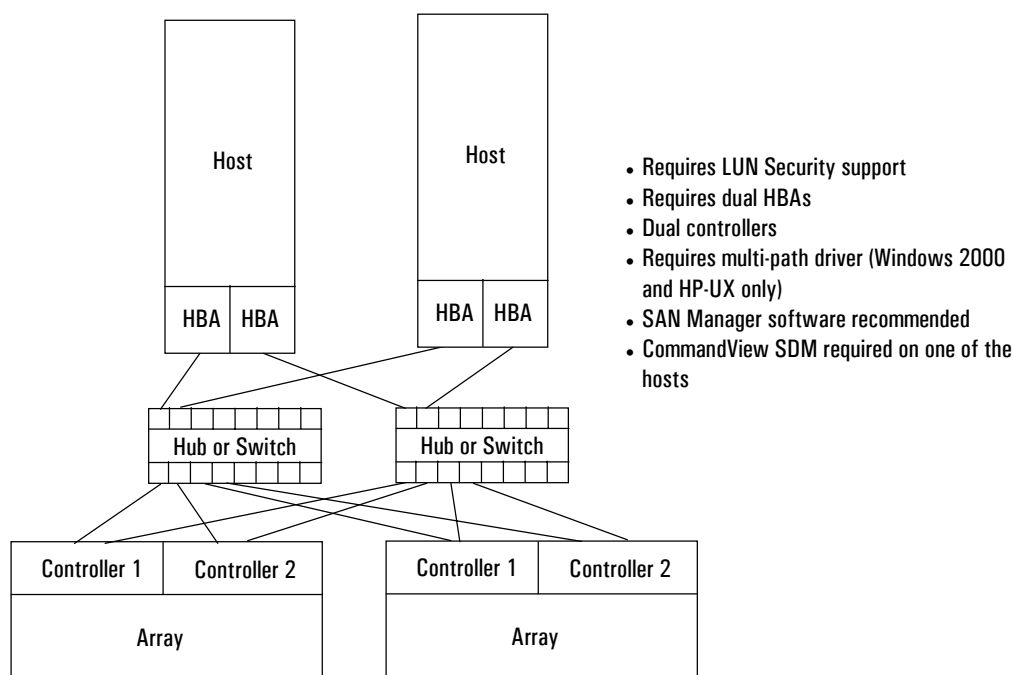 Host
Host
HBA
HBA
HBA
HBA
• Requires LUN Security support
• Requires dual HBAs
• Dual controllers
• Requires multi-path driver (Windows 2000
and HP-UX only)
• SAN Manager software recommended
• CommandView SDM required on one of the
hosts
Hub or Switch
Hub or Switch
Controller 1
Controller 2
Controller 1
Controller 2
Array
Array